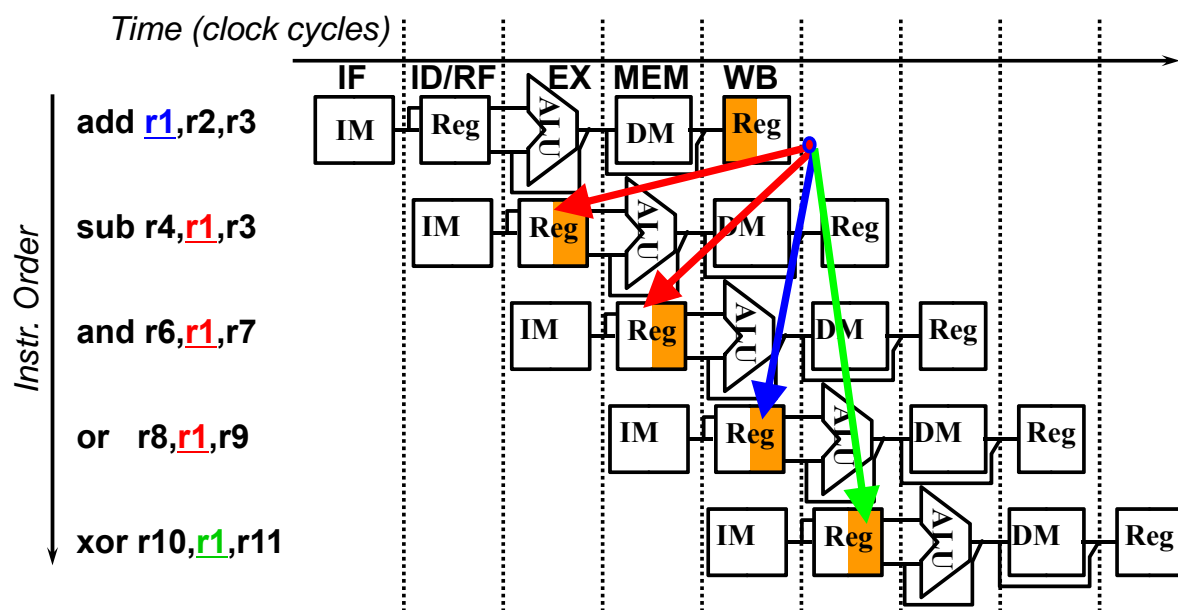 Time (clock cycles)
IF ID/RF EX MEM WB
Instr. Order
add r1,r2,r3
IM Reg ALU DM Reg
sub r4,r1,r3
IM Reg ALU DM Reg
and r6,r1,r7
IM Reg ALU DM Reg
or r8,r1,r9
IM Reg ALU DM Reg
xor r10,r1,r11
IM Reg ALU DM Reg